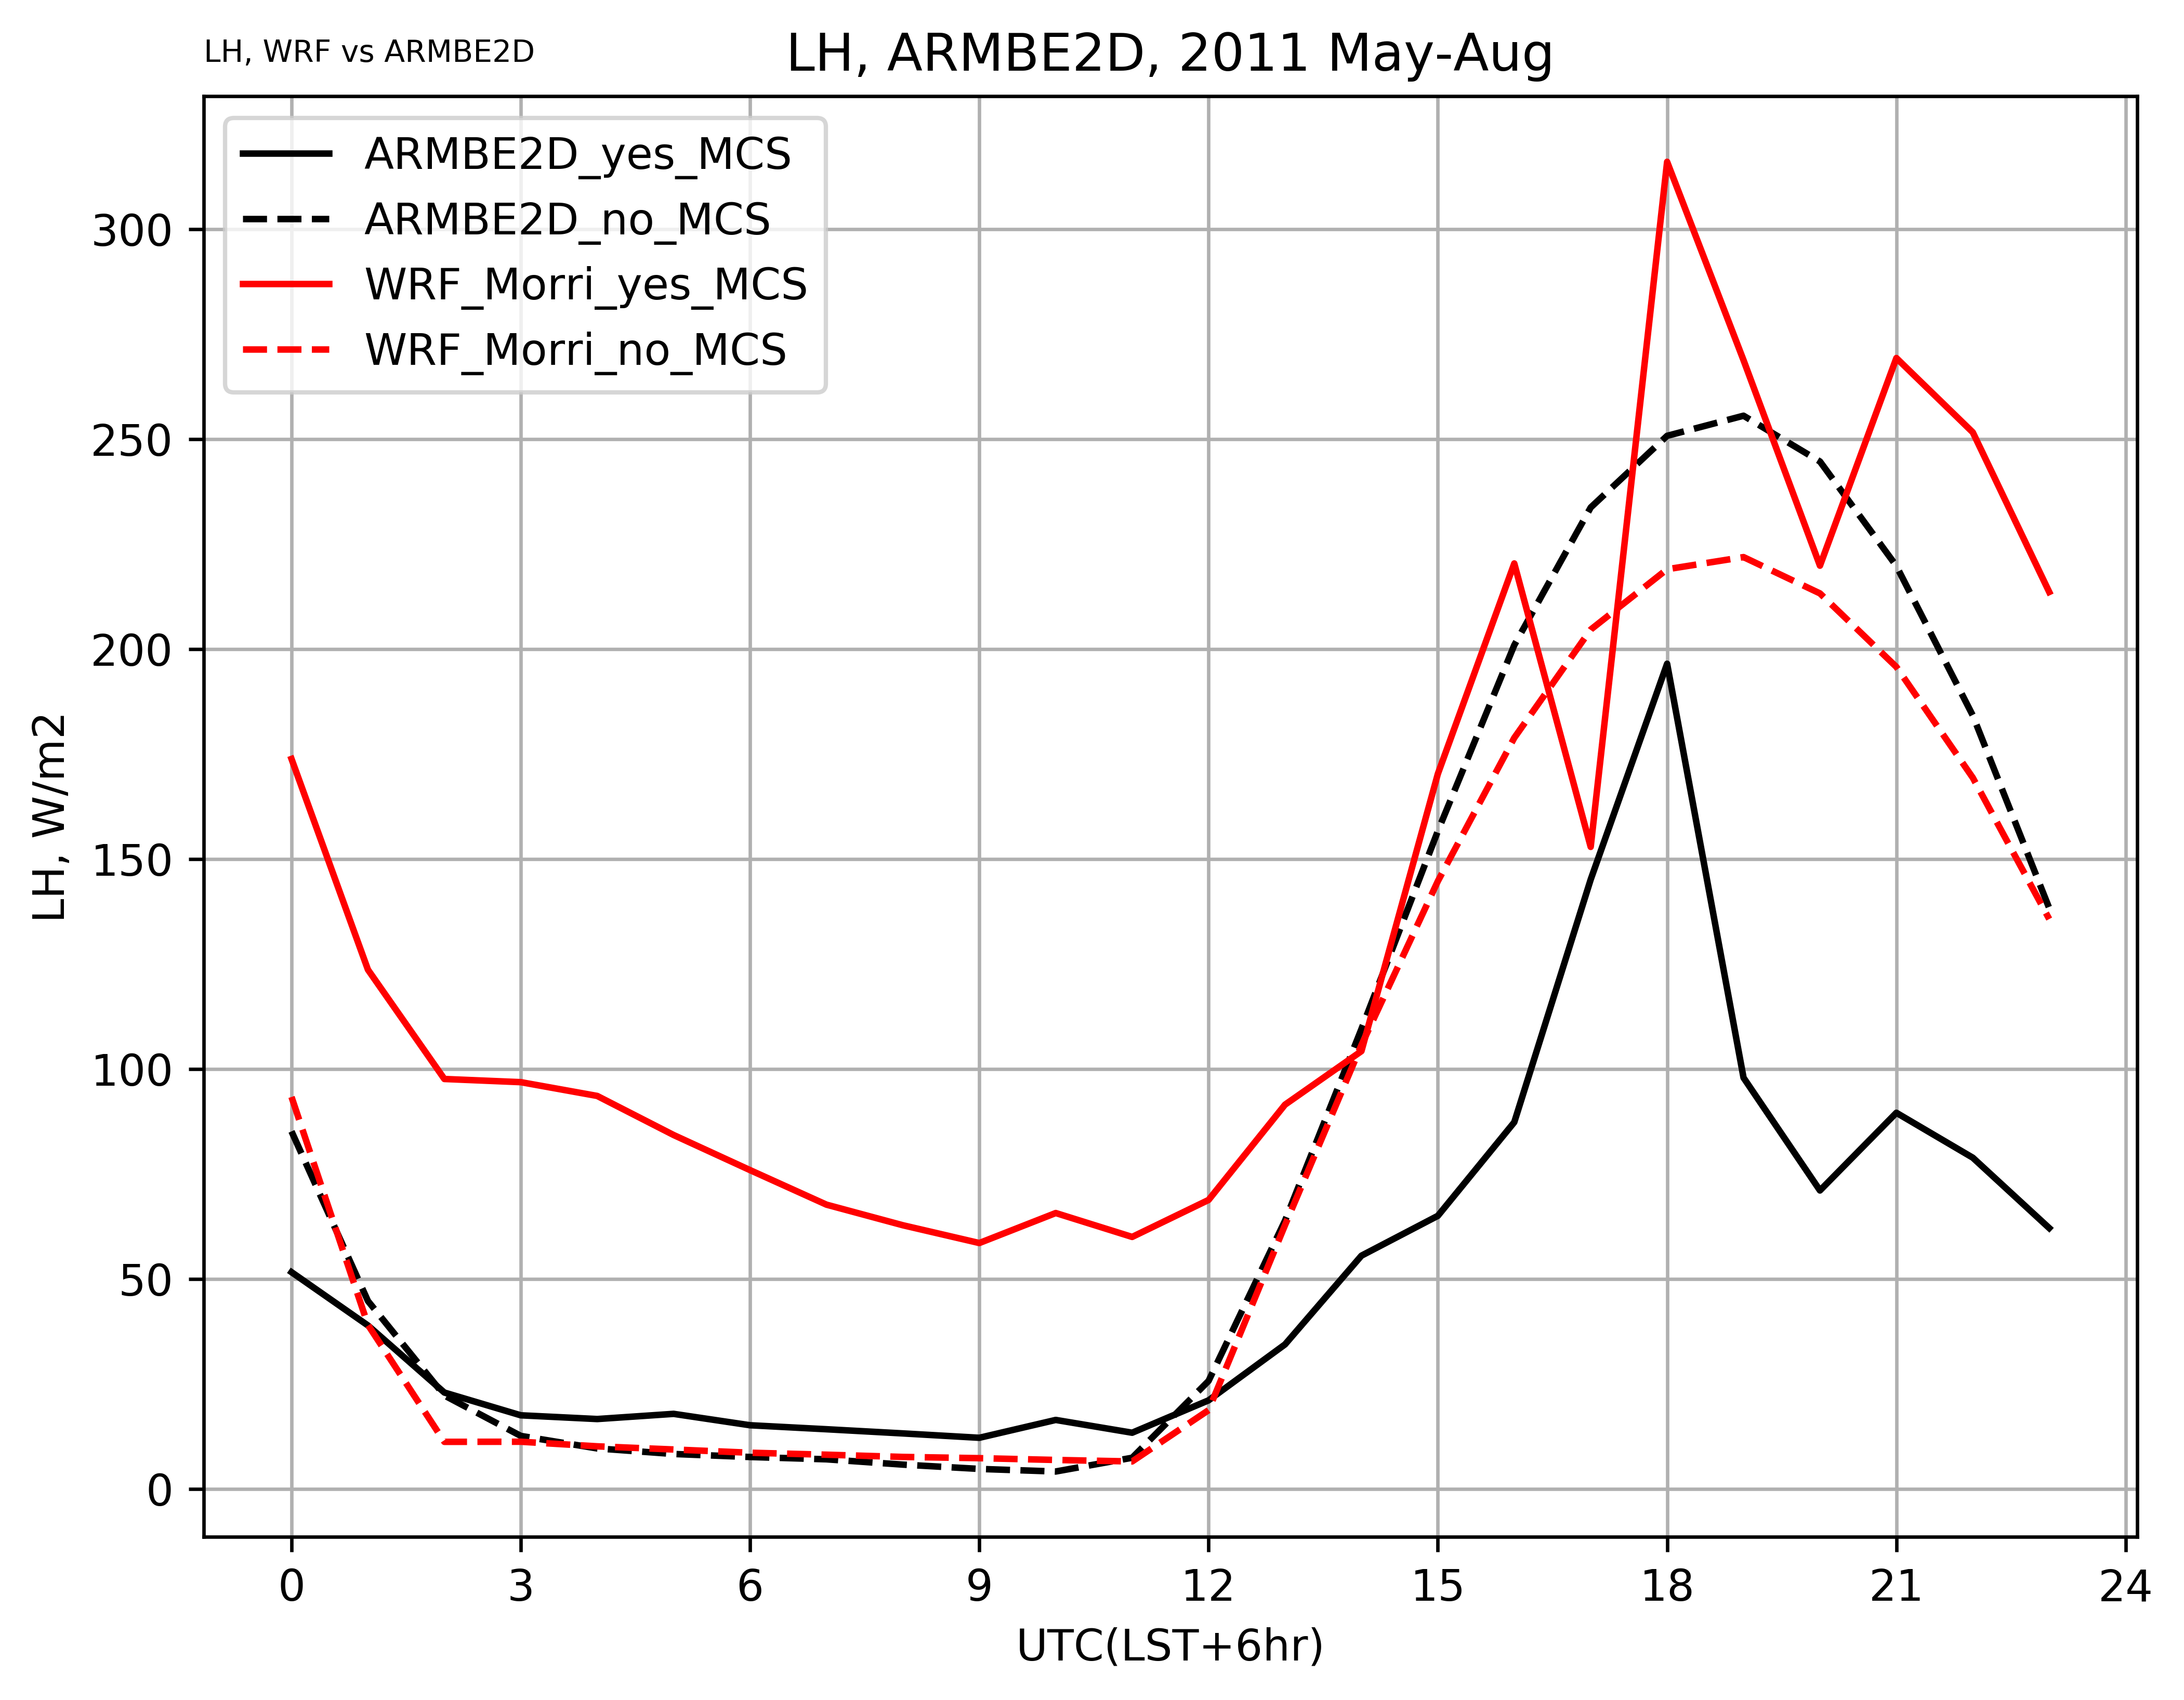 LH, WRF vs ARMBE2D
LH, ARMBE2D, 2011 May-Aug
ARMBE2D_yes_MCS
ARMBE2D_no_MCS
WRF_Morri_yes_MCS
WRF_Morri_no_MCS
LH, W/m2
300
250
200
150
100
50
0
0 3 6 9 12 15 18 21 24
UTC(LST+6hr)